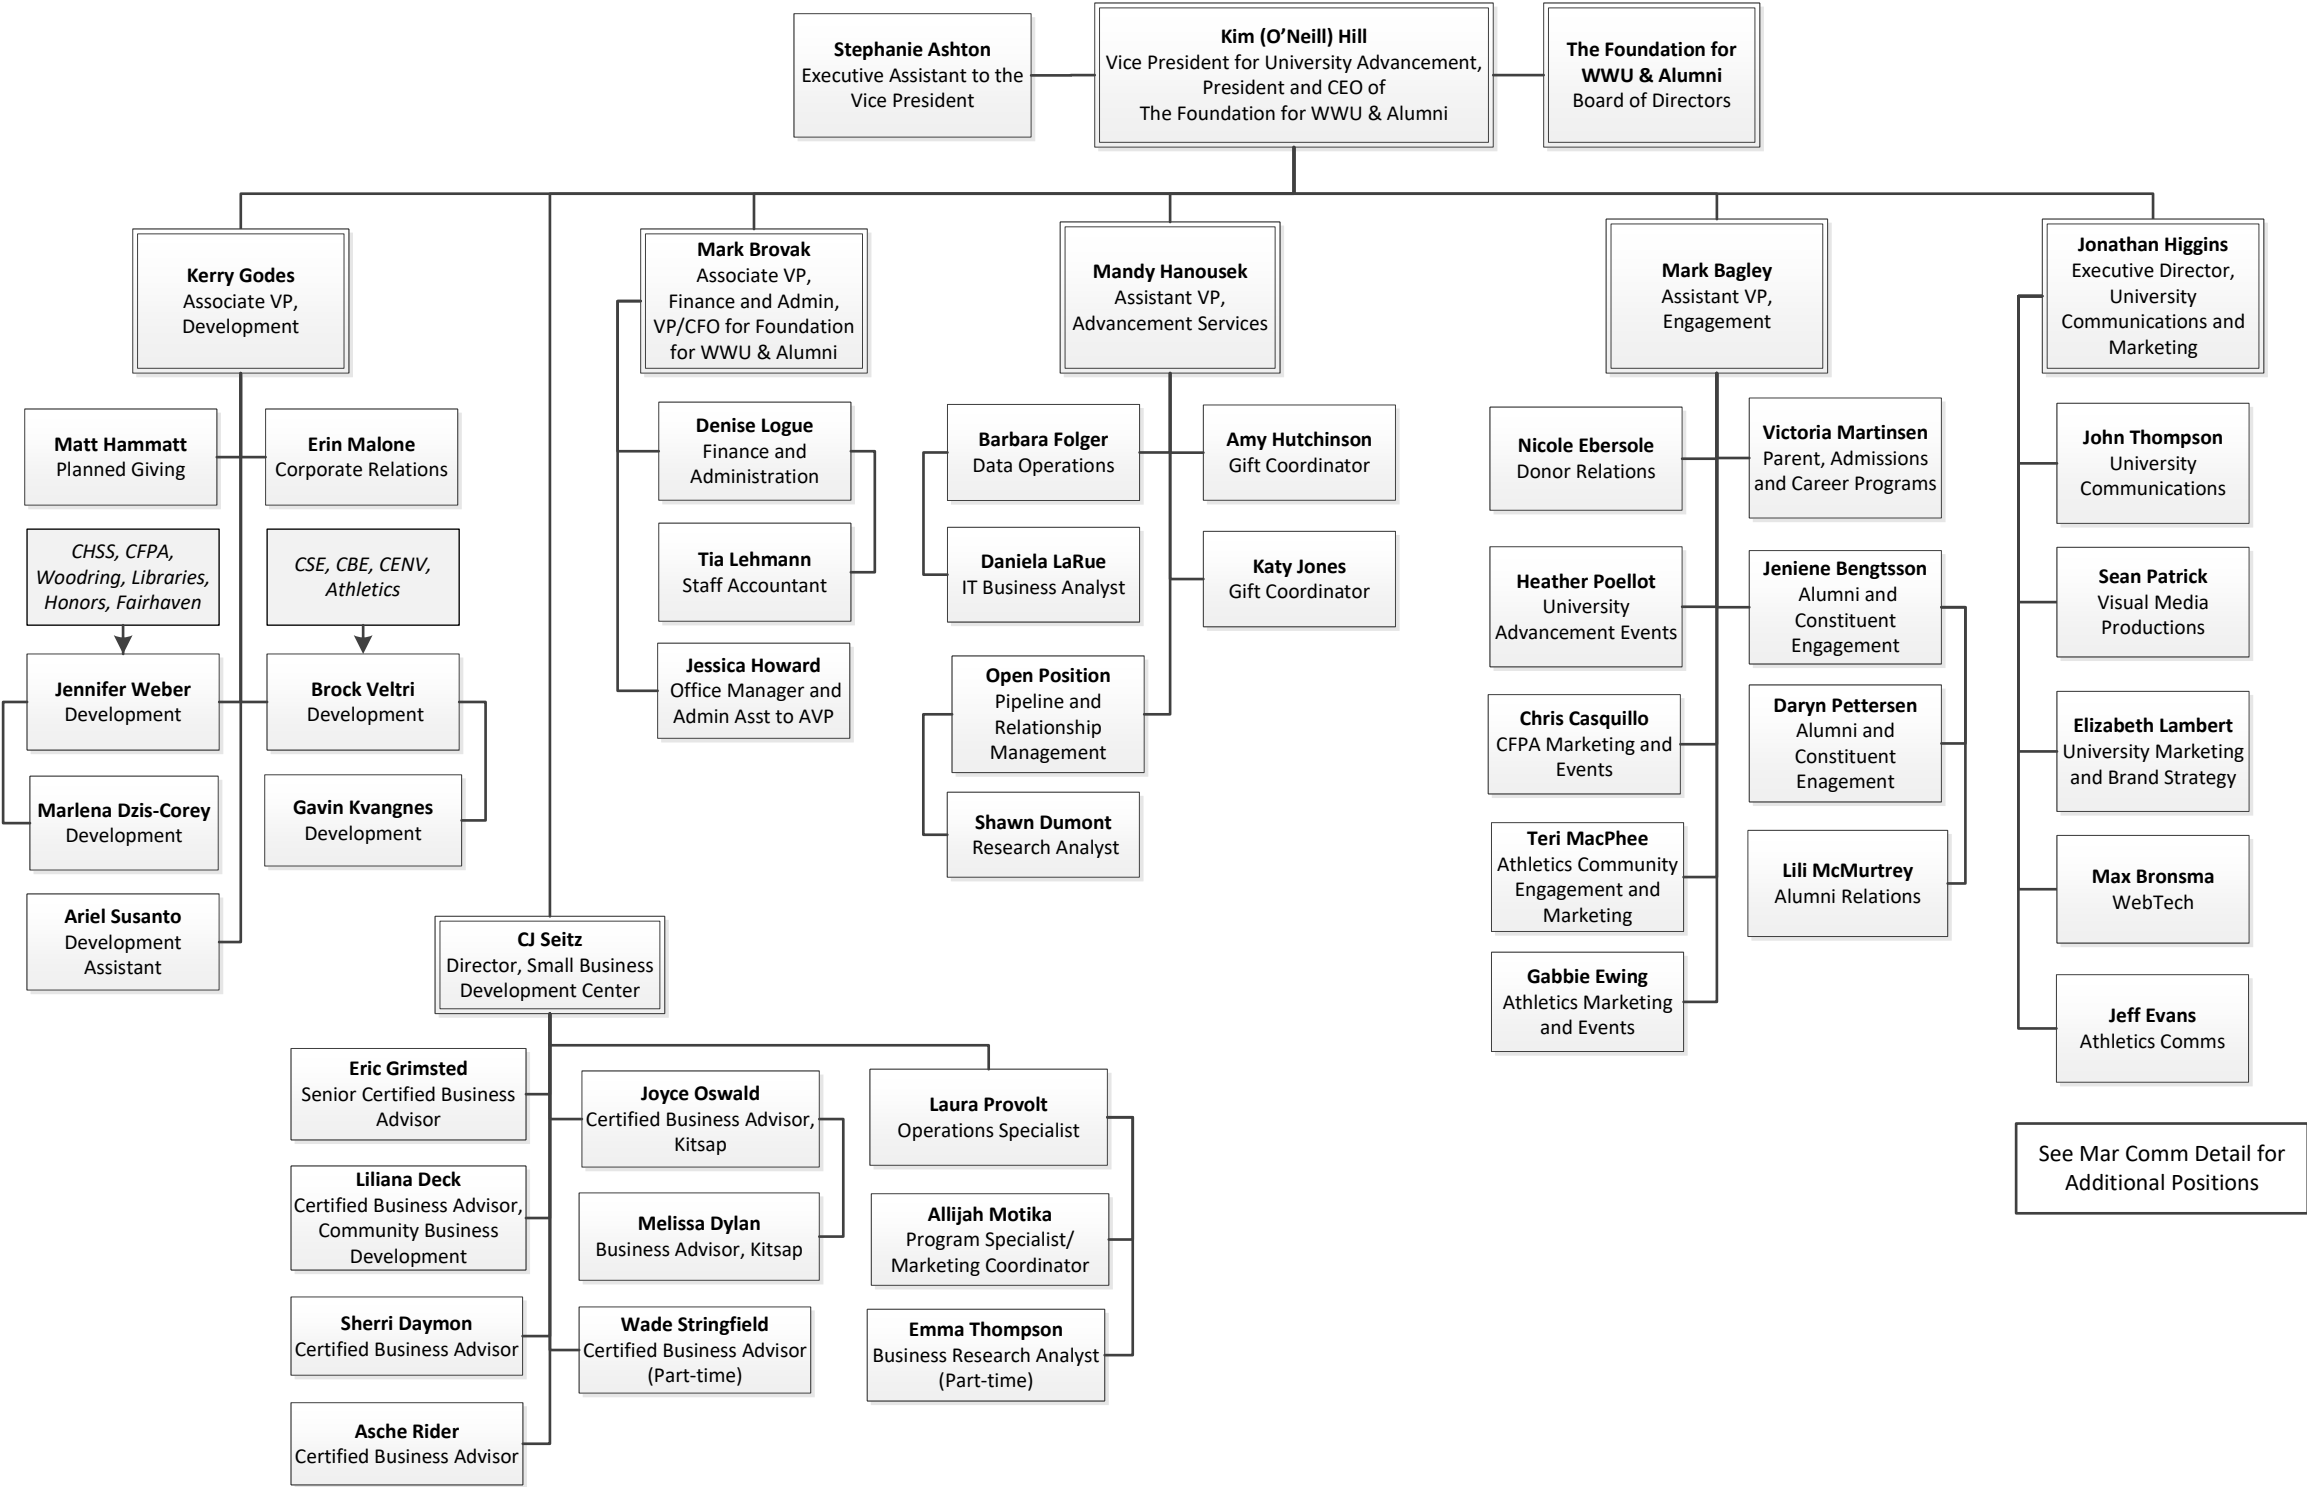 Stephanie Ashton
Executive Assistant to the
Vice President
Kim (O’Neill) Hill
Vice President for University Advancement,
President and CEO of
The Foundation for WWU & Alumni
The Foundation for
WWU & Alumni
Board of Directors
Kerry Godes
Associate VP,
Development
Matt Hammatt
Planned Giving
Erin Malone
Corporate Relations
CHSS, CFPA,
Woodring, Libraries,
Honors, Fairhaven
CSE, CBE, CENV,
Athletics
Jennifer Weber
Development
Brock Veltri
Development
Marlena Dzis-Corey
Development
Gavin Kvangnes
Development
Ariel Susanto
Development
Assistant
CJ Seitz
Director, Small Business
Development Center
Eric Grimsted
Senior Certified Business
Advisor
Liliana Deck
Certified Business Advisor,
Community Business
Development
Sherri Daymon
Certified Business Advisor
Asche Rider
Certified Business Advisor
Joyce Oswald
Certified Business Advisor,
Kitsap
Melissa Dylan
Business Advisor, Kitsap
Wade Stringfield
Certified Business Advisor
(Part-time)
Laura Provolt
Operations Specialist
Allijah Motika
Program Specialist/
Marketing Coordinator
Emma Thompson
Business Research Analyst
(Part-time)
Mark Brovak
Associate VP,
Finance and Admin,
VP/CFO for Foundation
for WWU & Alumni
Denise Logue
Finance and
Administration
Tia Lehmann
Staff Accountant
Jessica Howard
Office Manager and
Admin Asst to AVP
Mandy Hanousek
Assistant VP,
Advancement Services
Barbara Folger
Data Operations
Amy Hutchinson
Gift Coordinator
Daniela LaRue
IT Business Analyst
Katy Jones
Gift Coordinator
Open Position
Pipeline and
Relationship
Management
Shawn Dumont
Research Analyst
Mark Bagley
Assistant VP,
Engagement
Nicole Ebersole
Donor Relations
Victoria Martinsen
Parent, Admissions
and Career Programs
Heather Poellot
University
Advancement Events
Jeniene Bengtsson
Alumni and
Constituent
Engagement
Chris Casquillo
CFPA Marketing and
Events
Daryn Pettersen
Alumni and
Constituent
Enagement
Teri MacPhee
Athletics Community
Engagement and
Marketing
Lili McMurtrey
Alumni Relations
Gabbie Ewing
Athletics Marketing
and Events
Jonathan Higgins
Executive Director,
University
Communications and
Marketing
John Thompson
University
Communications
Sean Patrick
Visual Media
Productions
Elizabeth Lambert
University Marketing
and Brand Strategy
Max Bronsma
WebTech
Jeff Evans
Athletics Comms
See Mar Comm Detail for
Additional Positions